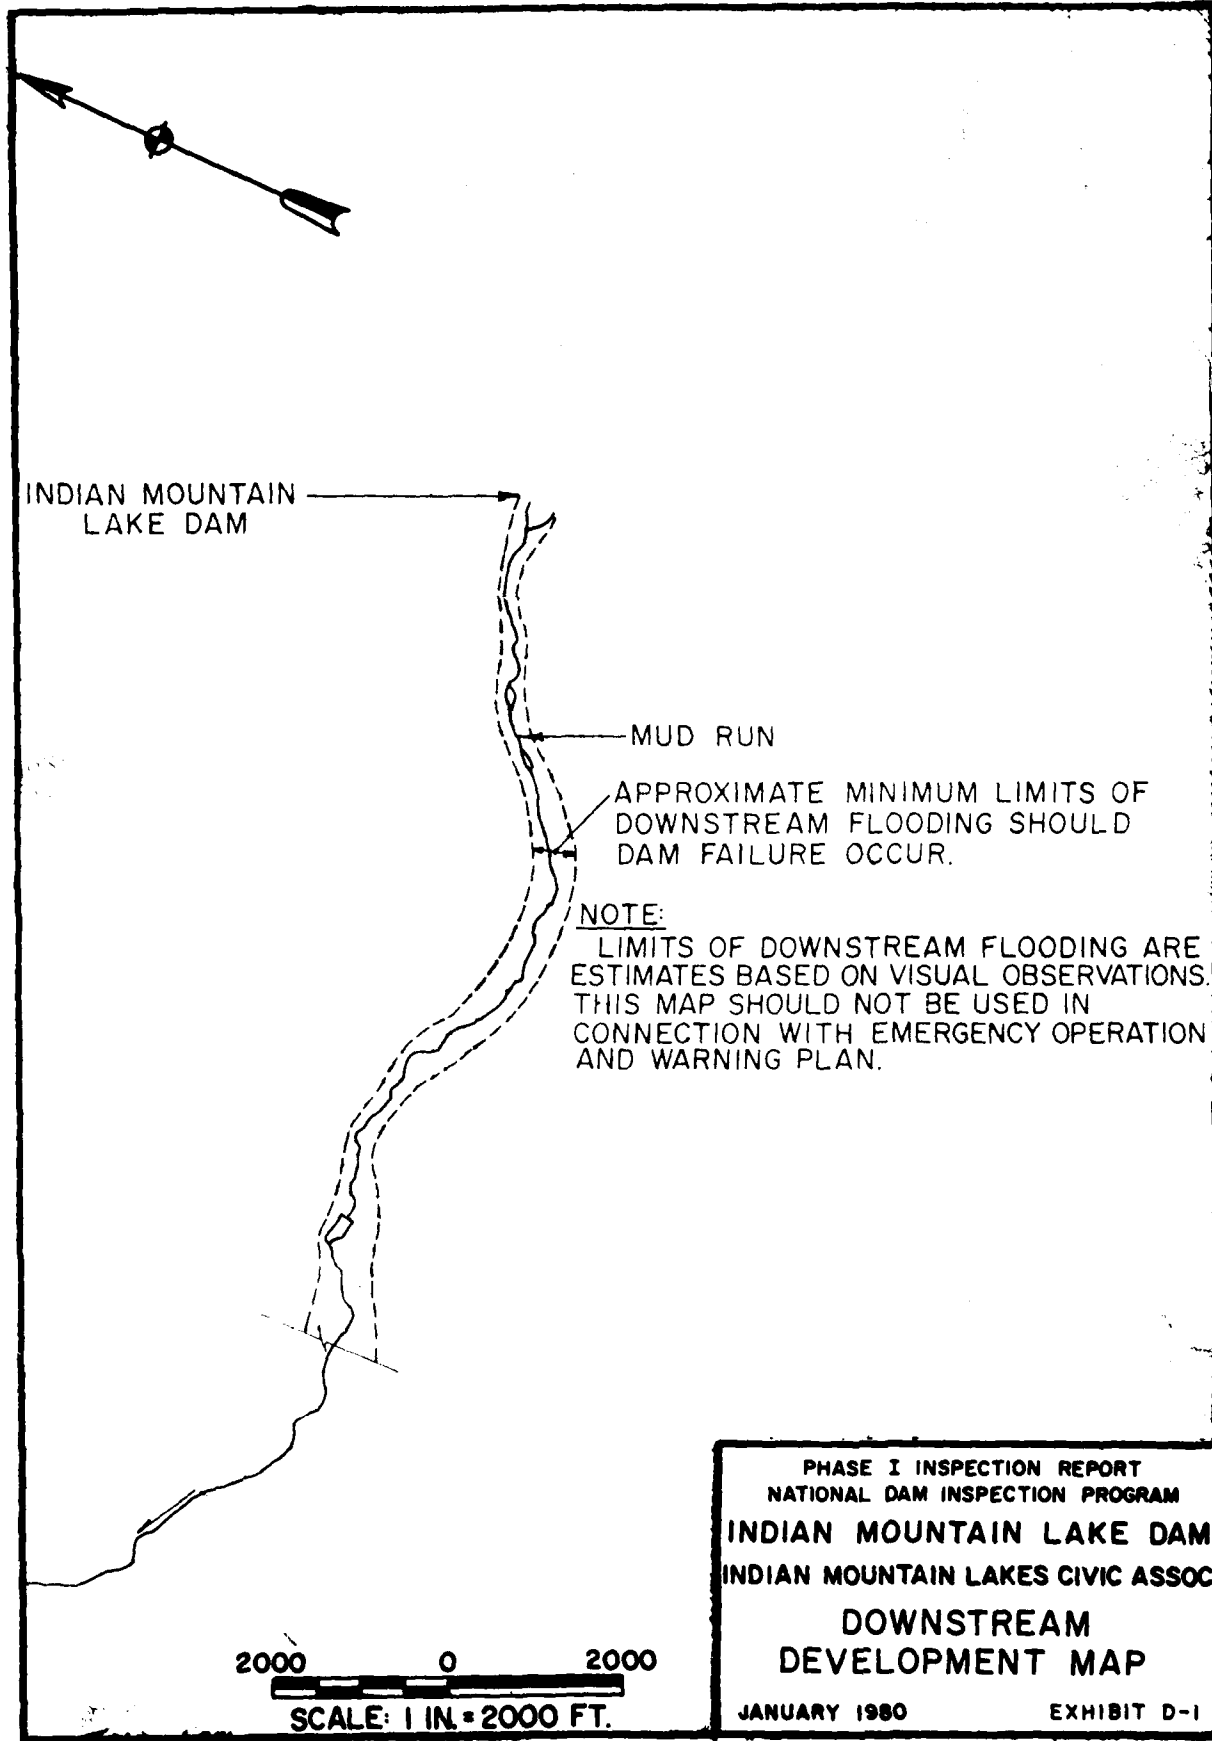 INDIAN MOUNTAIN
LAKE DAM
MUD RUN
APPROXIMATE MINIMUM LIMITS OF
DOWNSTREAM FLOODING SHOULD
DAM FAILURE OCCUR.
NOTE:
LIMITS OF DOWNSTREAM FLOODING ARE
ESTIMATES BASED ON VISUAL OBSERVATIONS.
THIS MAP SHOULD NOT BE USED IN
CONNECTION WITH EMERGENCY OPERATION
AND WARNING PLAN.
2000 0 2000
SCALE: 1 IN. = 2000 FT.
PHASE I INSPECTION REPORT
NATIONAL DAM INSPECTION PROGRAM
INDIAN MOUNTAIN LAKE DAM
INDIAN MOUNTAIN LAKES CIVIC ASSOC
DOWNSTREAM
DEVELOPMENT MAP
JANUARY 1980 EXHIBIT D-1